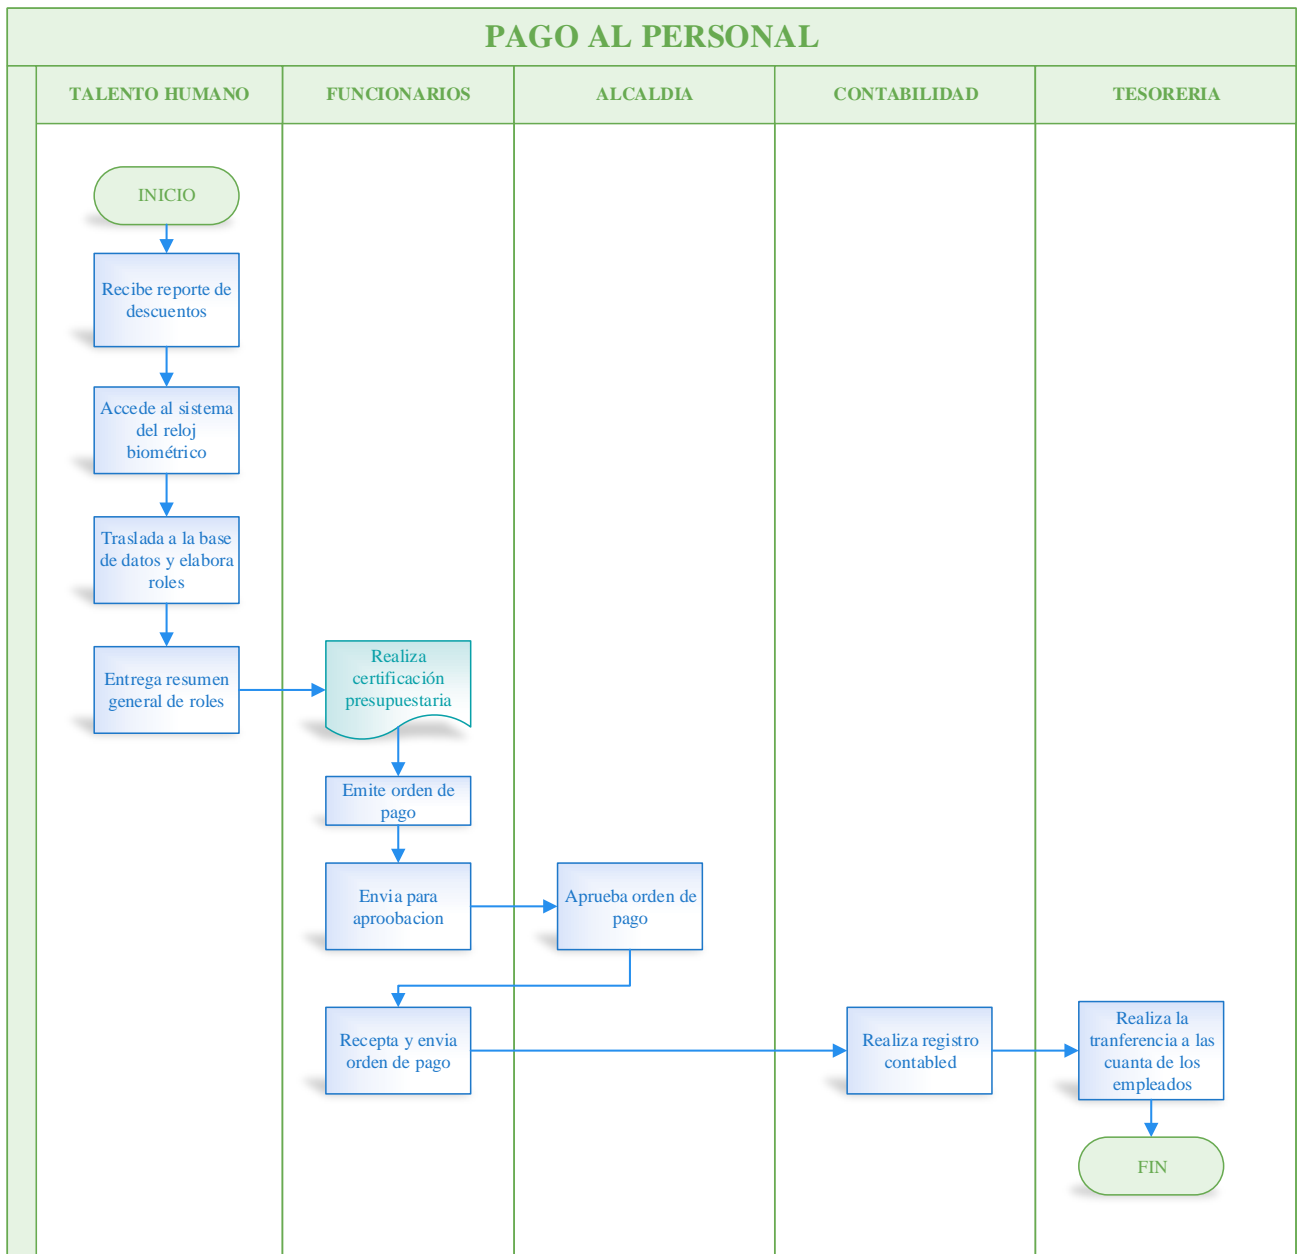 PAGO AL PERSONAL
TALENTO HUMANO
FUNCIONARIOS
ALCALDIA
CONTABILIDAD
TESORERIA
INICIO
Recibe reporte de
descuentos
Accede al sistema
del reloj
biométrico
Traslada a la base
de datos y elabora
roles
Entrega resumen
general de roles
Realiza
certificación
presupuestaria
Emite orden de
pago
Envia para
aproobacion
Aprueba orden de
pago
Recepta y envia
orden de pago
Realiza registro
contabled
Realiza la
tranferencia a las
cuanta de los
empleados
FIN